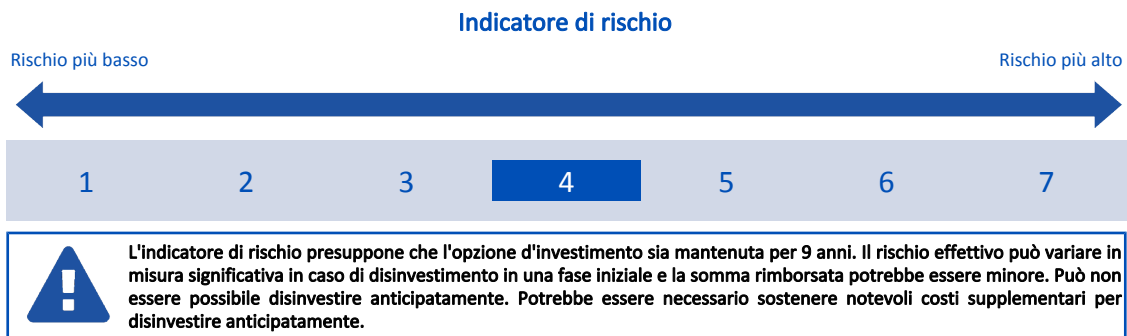 Indicatore di rischio
Rischio più basso
Rischio più alto
1 2 3 4 5 6 7
L'indicatore di rischio presuppone che l'opzione d'investimento sia mantenuta per 9 anni. Il rischio effettivo può variare in
misura significativa in caso di disinvestimento in una fase iniziale e la somma rimborsata potrebbe essere minore. Può non
essere possibile disinvestire anticipatamente. Potrebbe essere necessario sostenere notevoli costi supplementari per
disinvestire anticipatamente.